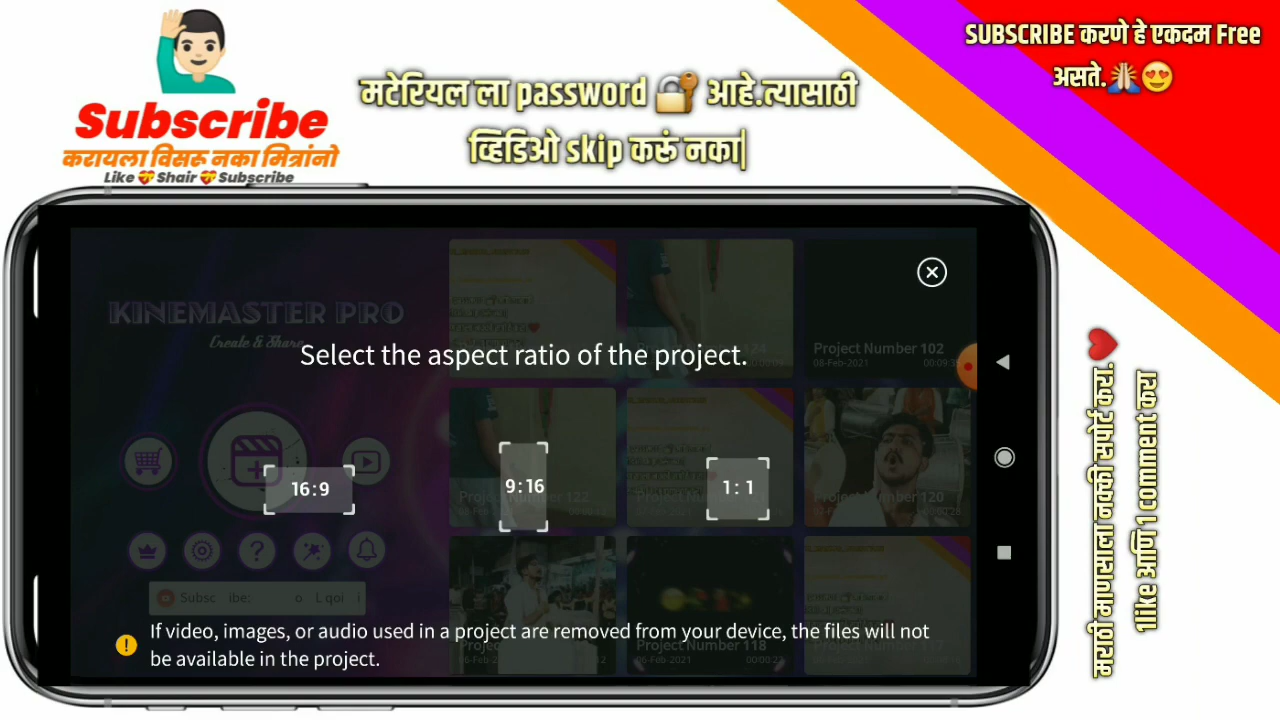 Subscribe
करायला विसरू नका मित्रांनो
Like 💝 Shair 💝 Subscribe
मटेरियल ला password 🔐 आहे.त्यासाठी
व्हिडिओ skip करूं नका|
SUBSCRIBE करणे हे एकदम Free
असते.🙏😍
KINEMASTER PRO
Create & Share
Select the aspect ratio of the project.
Project Number 102
08-Feb-2021
16:9
9:16
1:1
Project Number 122
Project Number 120
Project Number 118
06-Feb-2021 00:00:22
If video, images, or audio used in a project are removed from your device, the files will not
be available in the project.
मराठी माणसाला नक्की सपोर्ट करा.❤️
1like आणि 1 comment करा